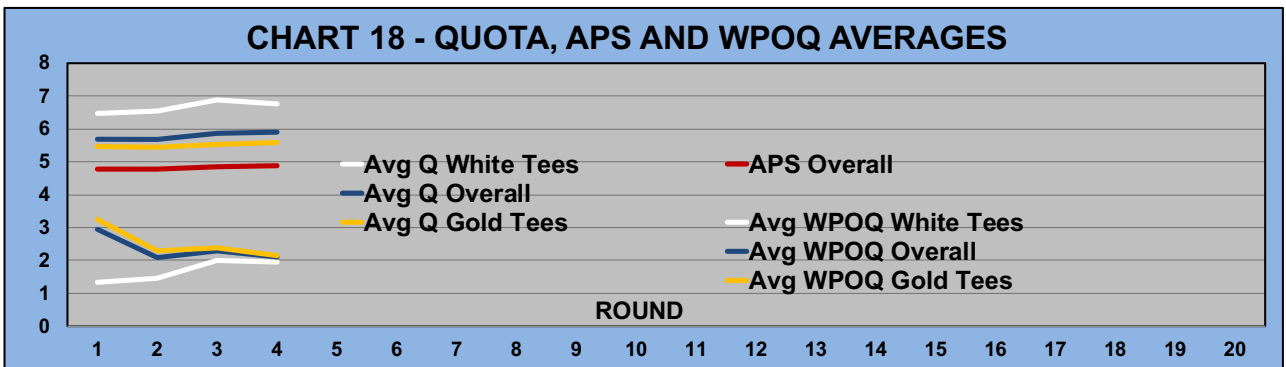 CHART 18 - QUOTA, APS AND WPOQ AVERAGES
8
7
6
5
4
3
2
1
0
Avg Q White Tees
APS Overall
Avg Q Overall
Avg Q Gold Tees
Avg WPOQ White Tees
Avg WPOQ Overall
Avg WPOQ Gold Tees
ROUND
1 2 3 4 5 6 7 8 9 10 11 12 13 14 15 16 17 18 19 20